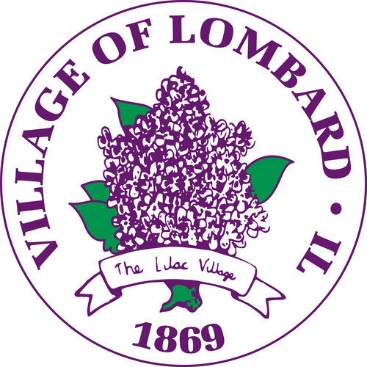 VILLAGE OF LOMBARD • IL
The Lilac Village
1869